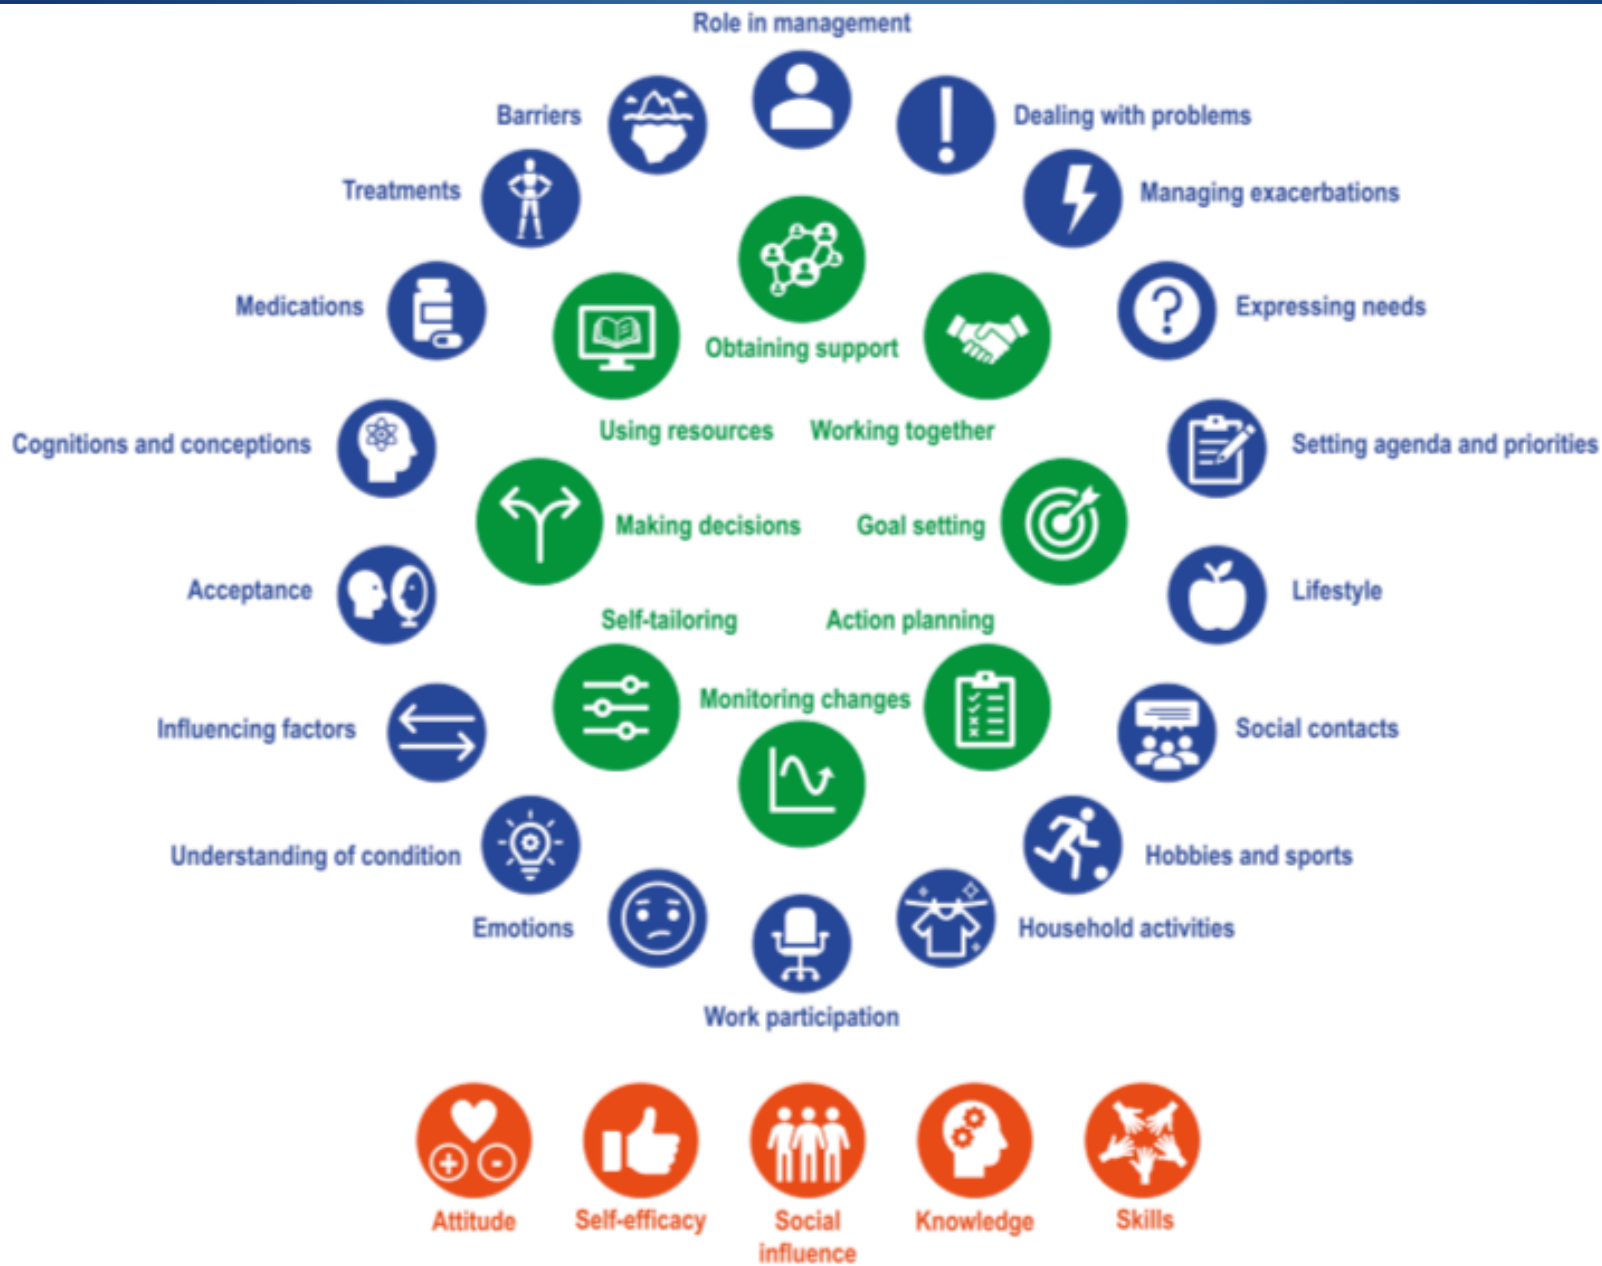 Role in management
Barriers
Dealing with problems
Treatments
Managing exacerbations
Medications
Expressing needs
Obtaining support
Using resources
Working together
Cognitions and conceptions
Setting agenda and priorities
Making decisions
Goal setting
Acceptance
Lifestyle
Self-tailoring
Action planning
Monitoring changes
Influencing factors
Social contacts
Understanding of condition
Hobbies and sports
Emotions
Household activities
Work participation
Attitude
Self-efficacy
Social
influence
Knowledge
Skills